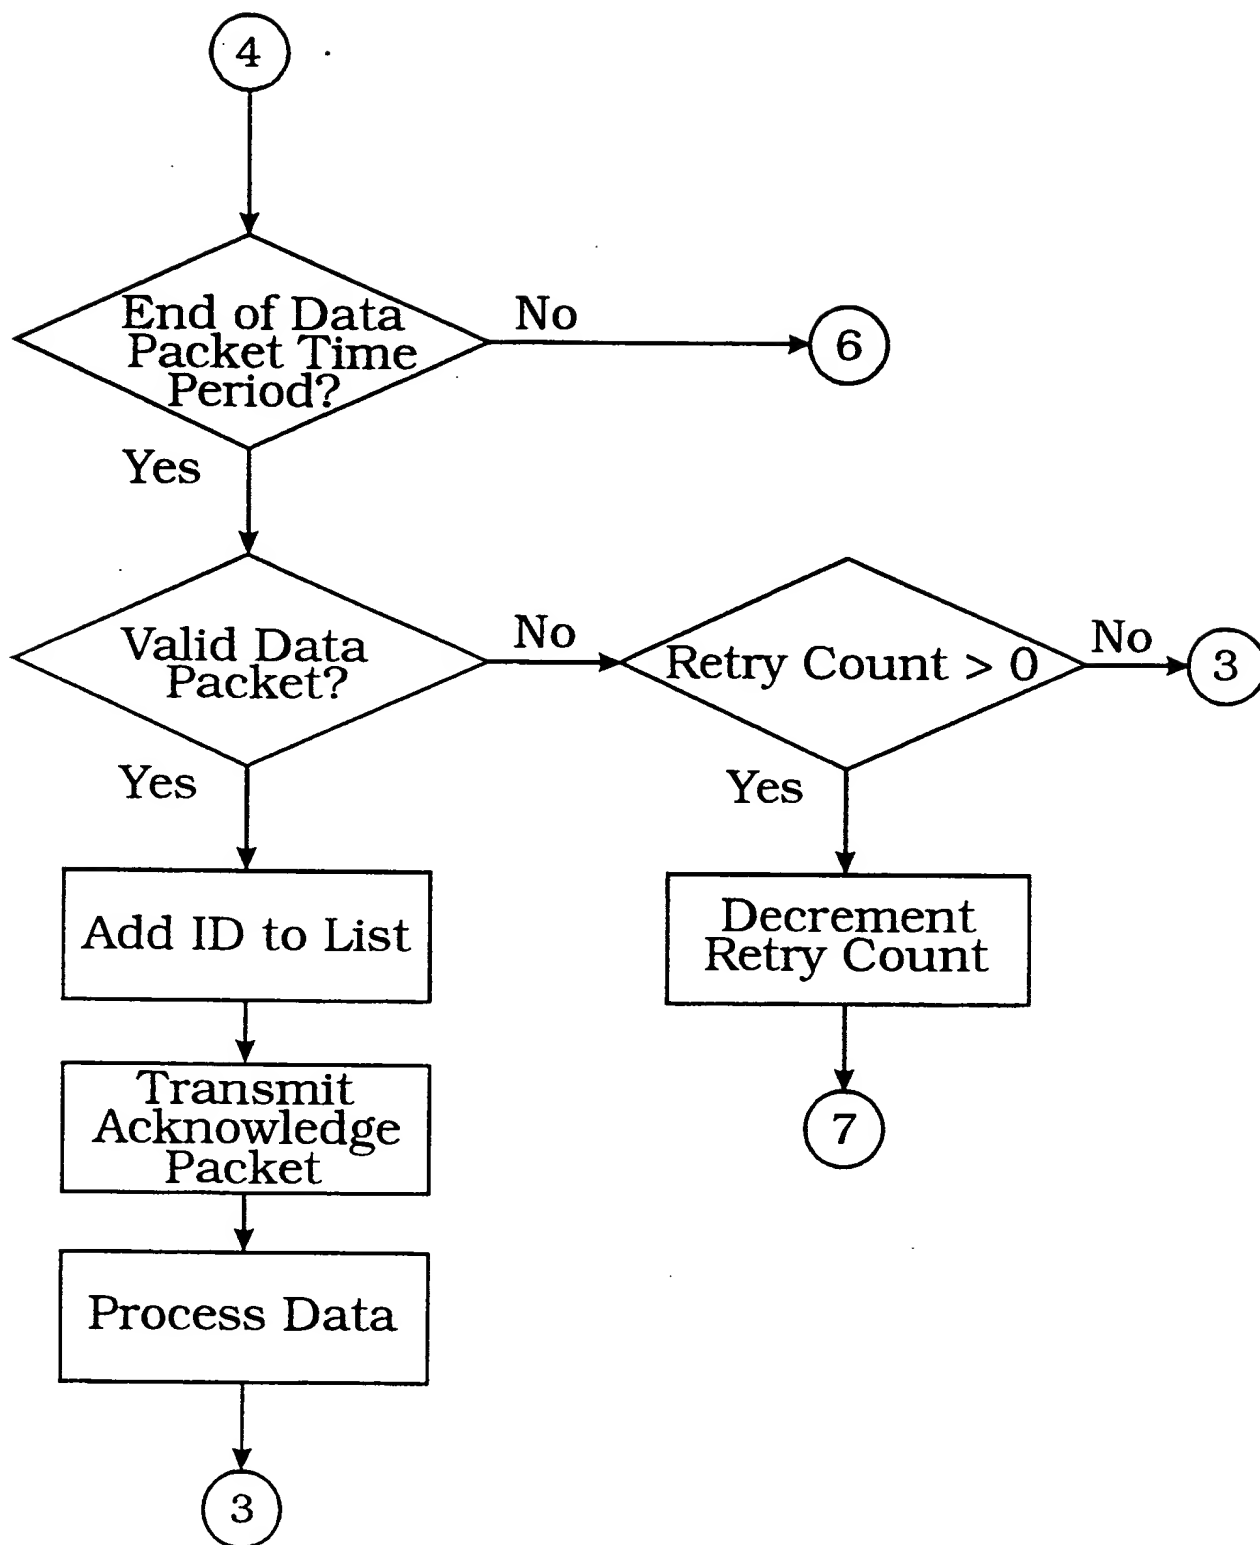 4
End of Data
Packet Time
Period?
No
6
Yes
Valid Data
Packet?
No
Retry Count > 0
No
3
Yes
Yes
Add ID to List
Decrement
Retry Count
Transmit
Acknowledge
Packet
7
Process Data
3